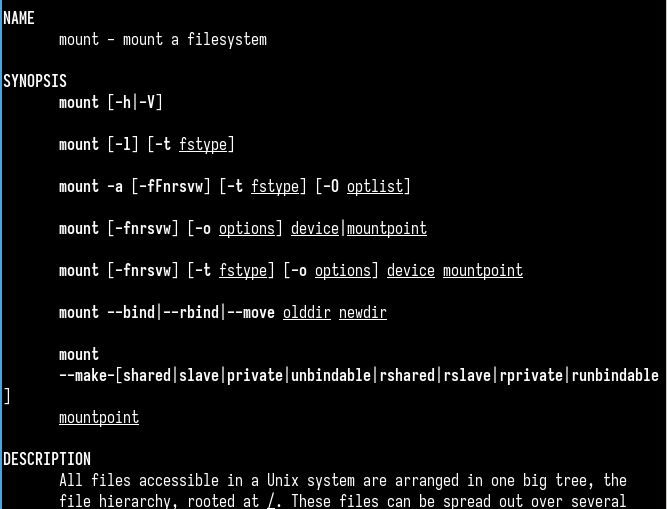 NAME
mount - mount a filesystem
SYNOPSIS
mount [-h|-V]
mount [-l] [-t fstype]
mount -a [-fFnrsvw] [-t fstype] [-O optlist]
mount [-fnrsvw] [-o options] device|mountpoint
mount [-fnrsvw] [-t fstype] [-o options] device mountpoint
mount --bind|--rbind|--move olddir newdir
mount
--make-[shared|slave|private|unbindable|rshared|rslave|rprivate|runbindable
]
mountpoint
DESCRIPTION
All files accessible in a Unix system are arranged in one big tree, the
file hierarchy, rooted at /. These files can be spread out over several